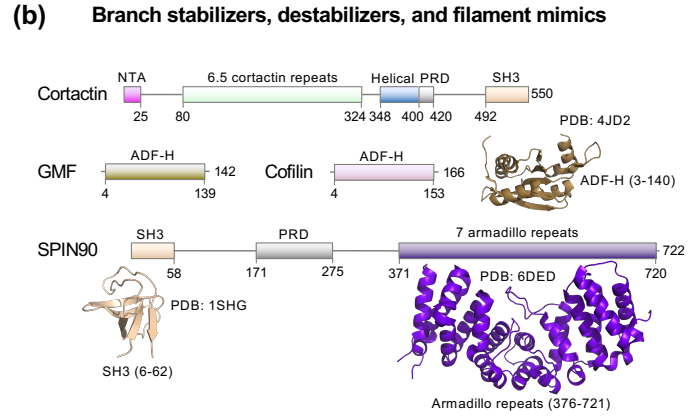 (b) Branch stabilizers, destabilizers, and filament mimics
NTA 6.5 cortactin repeats Helical PRD SH3
Cortactin 550
25 80 324 348 400 420 492
PDB: 4JD2
ADF-H ADF-H
GMF 142 Cofilin 166
4 139 4 153
ADF-H (3-140)
SH3 PRD 7 armadillo repeats
SPIN90 722
58 171 275 371 720
PDB: 6DED
PDB: 1SHG
SH3 (6-62)
Armadillo repeats (376-721)